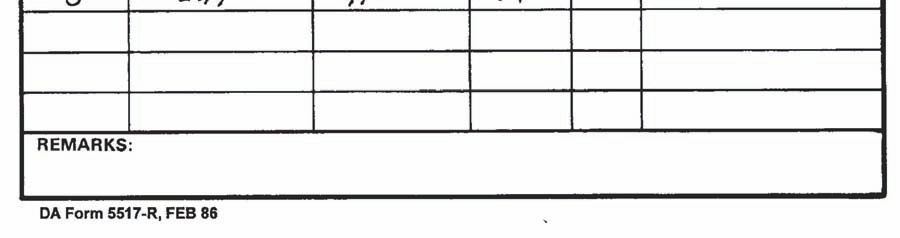 REMARKS:
DA Form 5517-R, FEB 86